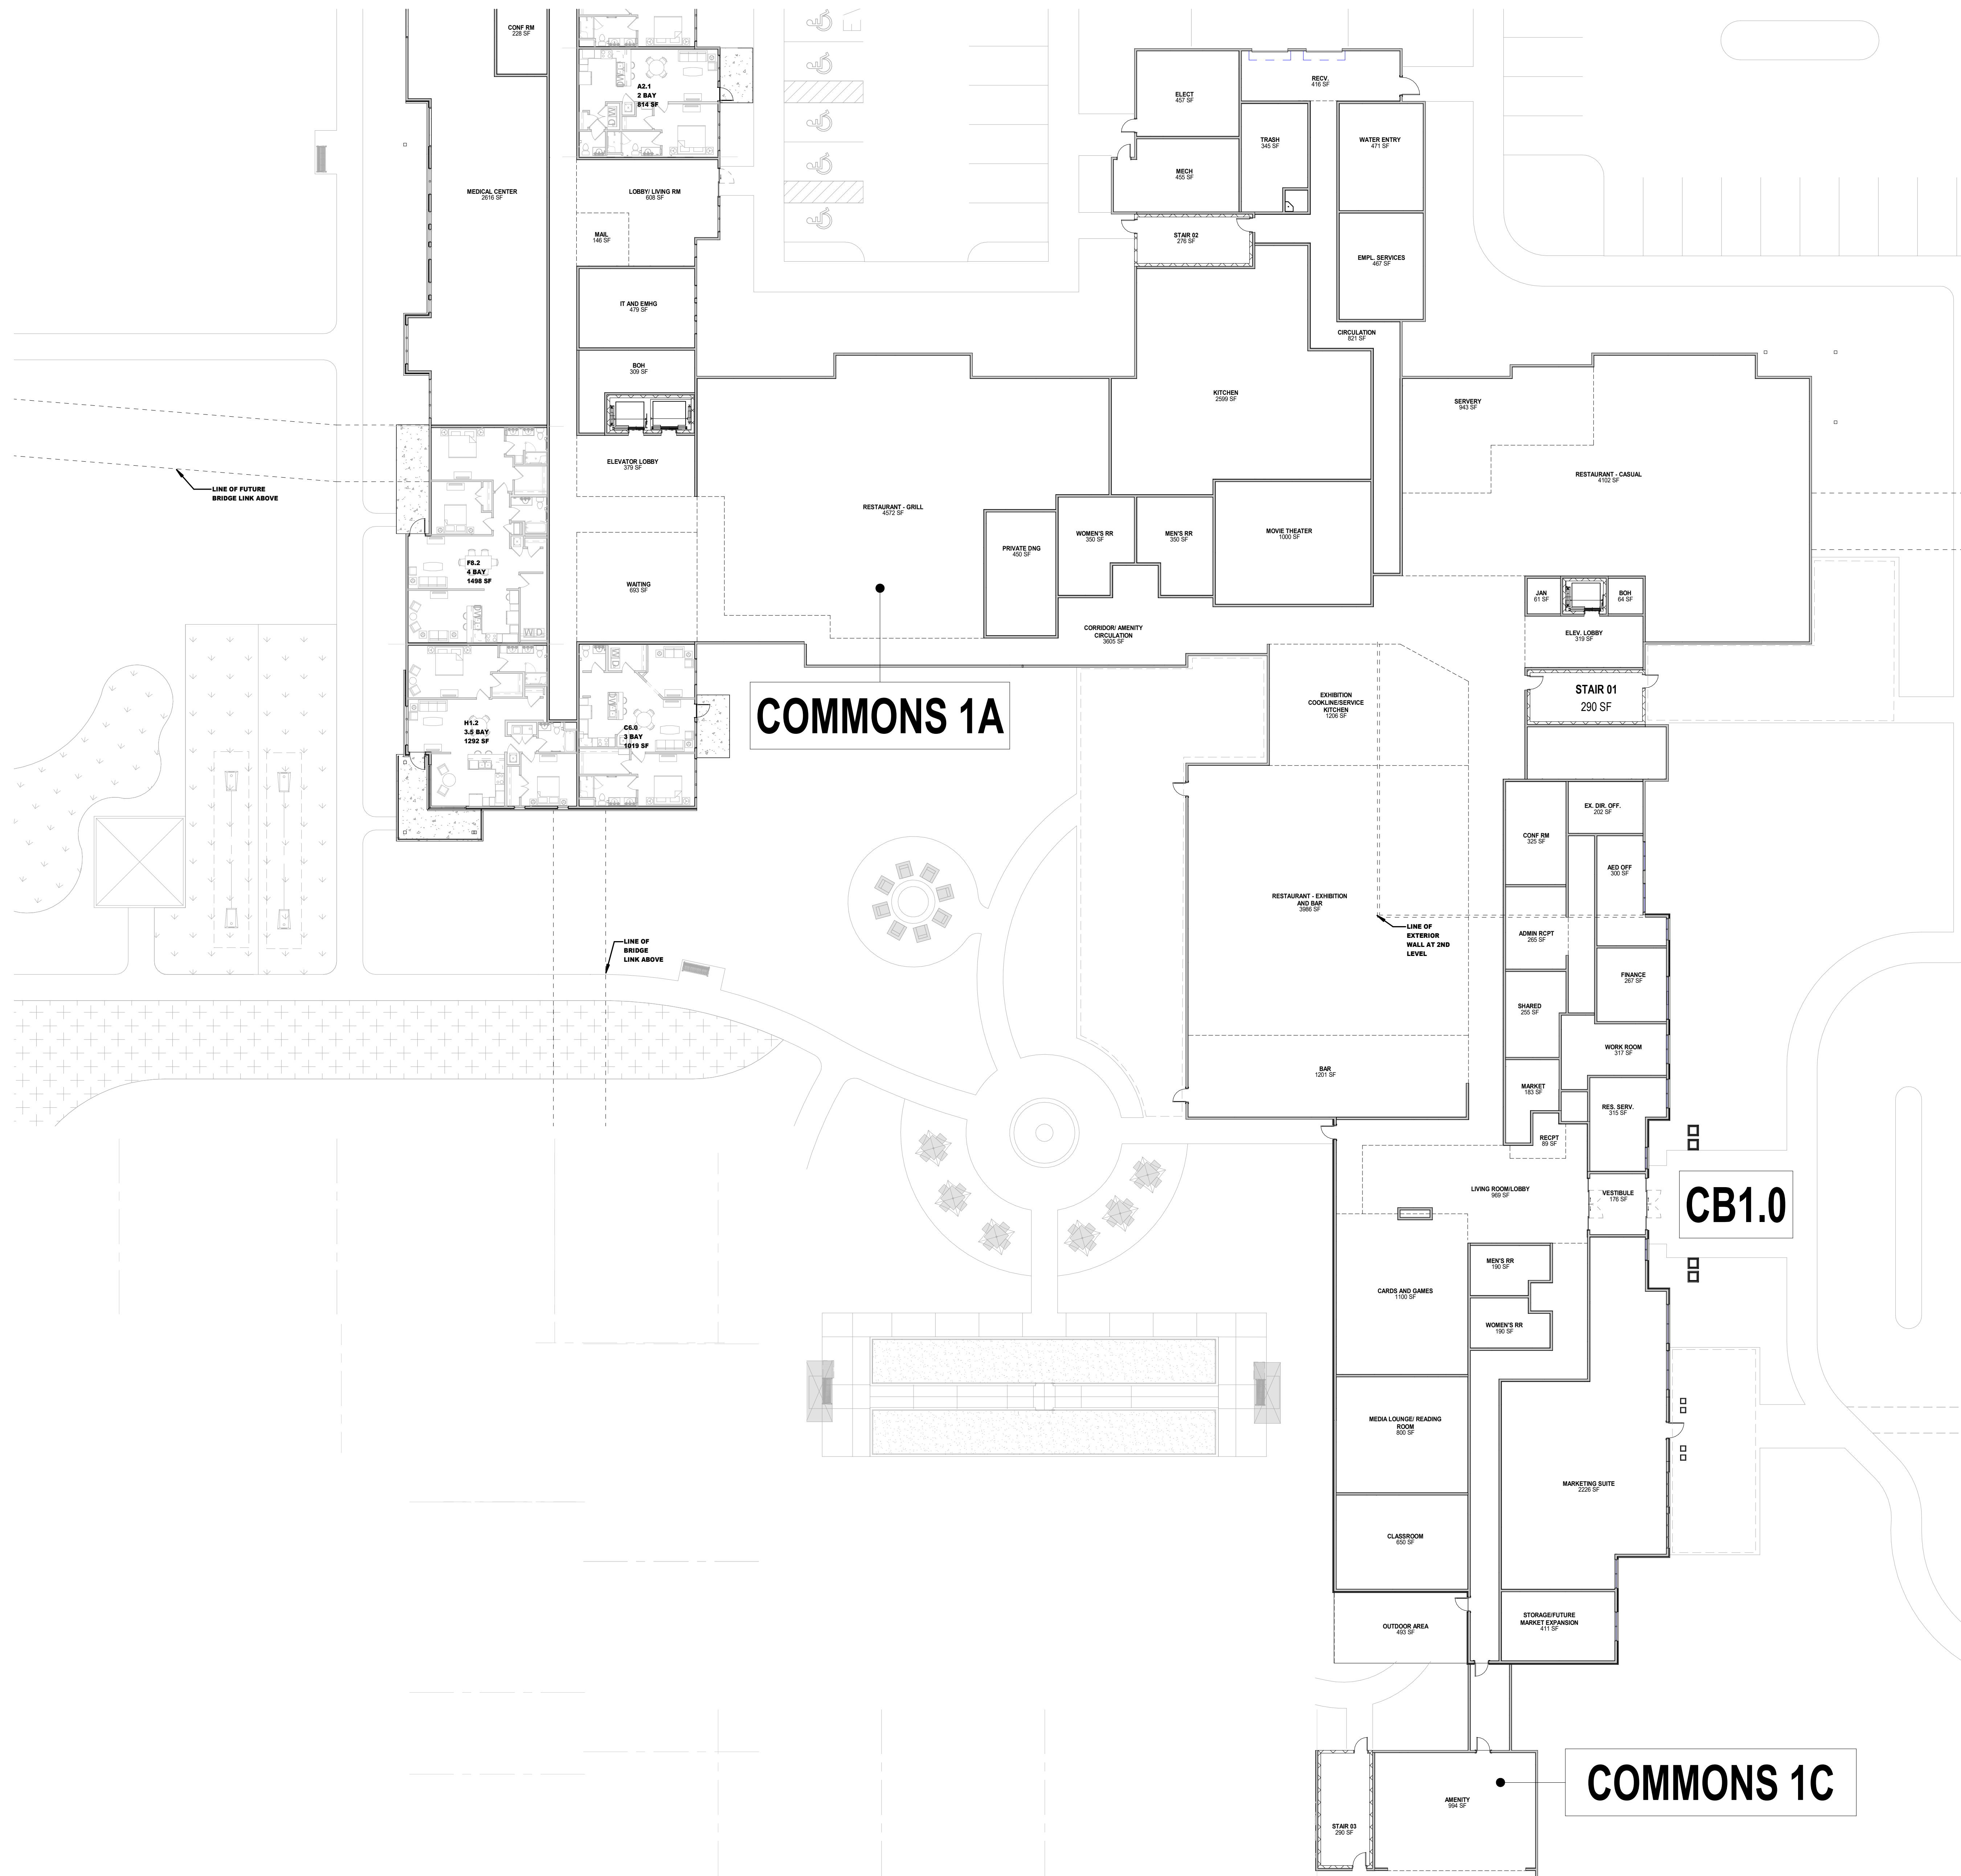 CONF RM
228 SF
A2.1
2 BAY
814 SF
MEDICAL CENTER
2616 SF
LOBBY/ LIVING RM
608 SF
MAIL
146 SF
IT AND EMHG
479 SF
BOH
309 SF
ELEVATOR LOBBY
379 SF
LINE OF FUTURE
BRIDGE LINK ABOVE
F8.2
4 BAY
1498 SF
WAITING
693 SF
H1.2
3.5 BAY
1292 SF
C6.0
3 BAY
1019 SF
LINE OF
BRIDGE
LINK ABOVE
RESTAURANT - GRILL
4572 SF
PRIVATE DNG
450 SF
COMMONS 1A
ELECT
457 SF
RECV.
416 SF
TRASH
345 SF
WATER ENTRY
471 SF
MECH
455 SF
STAIR 02
276 SF
EMPL. SERVICES
467 SF
CIRCULATION
821 SF
KITCHEN
2599 SF
SERVERY
943 SF
RESTAURANT - CASUAL
4102 SF
WOMEN'S RR
350 SF
MEN'S RR
350 SF
MOVIE THEATER
1000 SF
CORRIDOR/ AMENITY
CIRCULATION
3605 SF
JAN
61 SF
BOH
64 SF
ELEV. LOBBY
319 SF
STAIR 01
290 SF
EXHIBITION
COOKLINE/SERVICE
KITCHEN
1206 SF
RESTAURANT - EXHIBITION
AND BAR
3986 SF
LINE OF
EXTERIOR
WALL AT 2ND
LEVEL
BAR
1201 SF
CONF RM
325 SF
EX. DIR. OFF.
202 SF
AED OFF
300 SF
ADMIN RCPT
265 SF
FINANCE
267 SF
SHARED
255 SF
WORK ROOM
317 SF
MARKET
183 SF
RES. SERV.
315 SF
RECPT
89 SF
LIVING ROOM/LOBBY
969 SF
VESTIBULE
176 SF
CB1.0
MEN'S RR
190 SF
CARDS AND GAMES
1100 SF
WOMEN'S RR
190 SF
MEDIA LOUNGE/ READING
ROOM
800 SF
MARKETING SUITE
2226 SF
CLASSROOM
650 SF
OUTDOOR AREA
493 SF
STORAGE/FUTURE
MARKET EXPANSION
411 SF
COMMONS 1C
AMENITY
994 SF
STAIR 03
290 SF